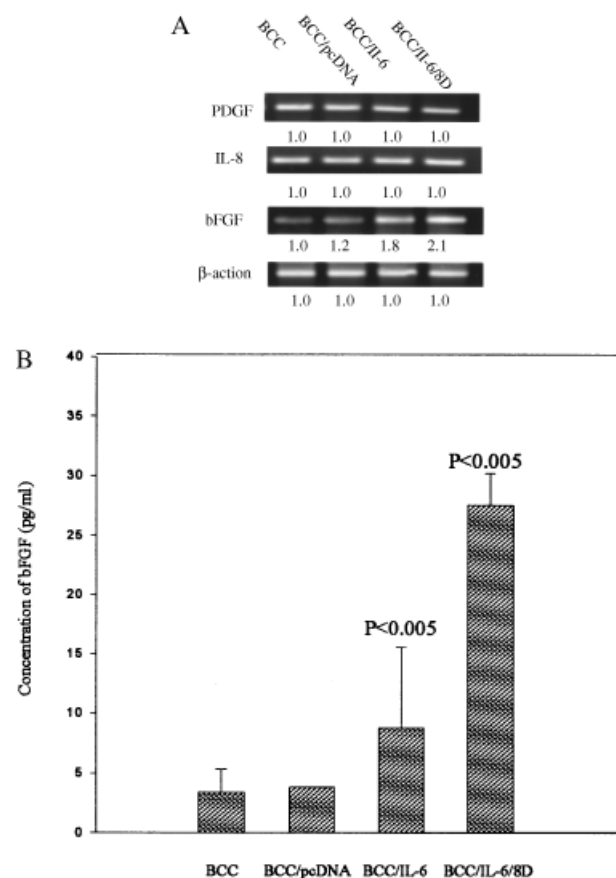 A
BCC
BCC/pcDNA
BCC/Il-6
BCC/Il-6/8D
PDGF
1.0 1.0 1.0 1.0
IL-8
1.0 1.0 1.0 1.0
bFGF
1.0 1.2 1.8 2.1
β-action
1.0 1.0 1.0 1.0
B
Concentration of bFGF (pg/ml)
40
35
30
25
20
15
10
5
0
P<0.005
P<0.005
BCC BCC/pcDNA BCC/IL-6 BCC/IL-6/8D